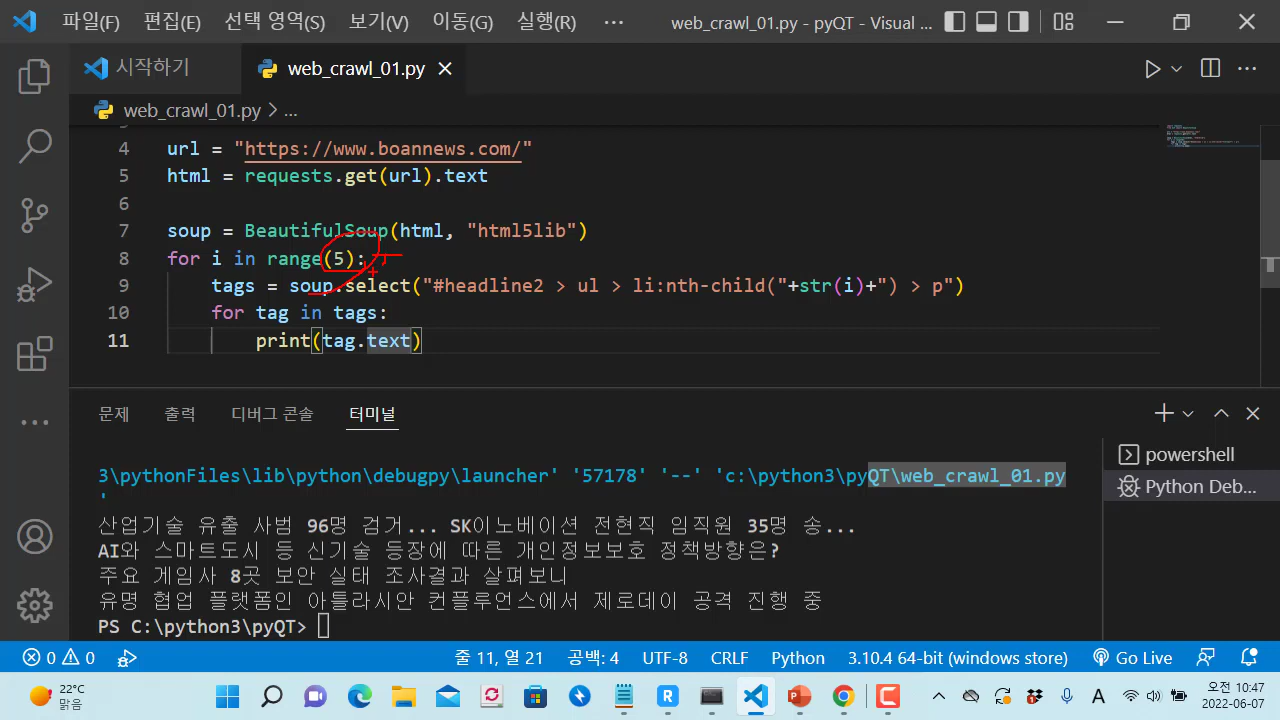 파일(F) 편집(E) 선택 영역(S) 보기(V) 이동(G) 실행(R) ··· web_crawl_01.py - pyQT - Visual ...
시작하기 web_crawl_01.py
web_crawl_01.py > ...
4 url = "https://www.boannews.com/"
5 html = requests.get(url).text
6
7 soup = BeautifulSoup(html, "html5lib")
8 for i in range(5):
9 tags = soup.select("#headline2 > ul > li:nth-child("+str(i)+") > p")
10 for tag in tags:
11 print(tag.text)
문제 출력 디버그 콘솔 터미널
3\pythonFiles\lib\python\debugpy\launcher' '57178' '--' 'c:\python3\pyQT\web_crawl_01.py
'
산업기술 유출 사범 96명 검거... SK이노베이션 전현직 임직원 35명 송...
AI와 스마트도시 등 신기술 등장에 따른 개인정보보호 정책방향은?
주요 게임사 8곳 보안 실태 조사결과 살펴보니
유명 협업 플랫폼인 아틀라시안 컨플루언스에서 제로데이 공격 진행 중
PS C:\python3\pyQT>
powershell
Python Deb...
0 0 줄 11, 열 21 공백: 4 UTF-8 CRLF Python 3.10.4 64-bit (windows store) Go Live
22°C
맑음
A
오전 10:47
2022-06-07